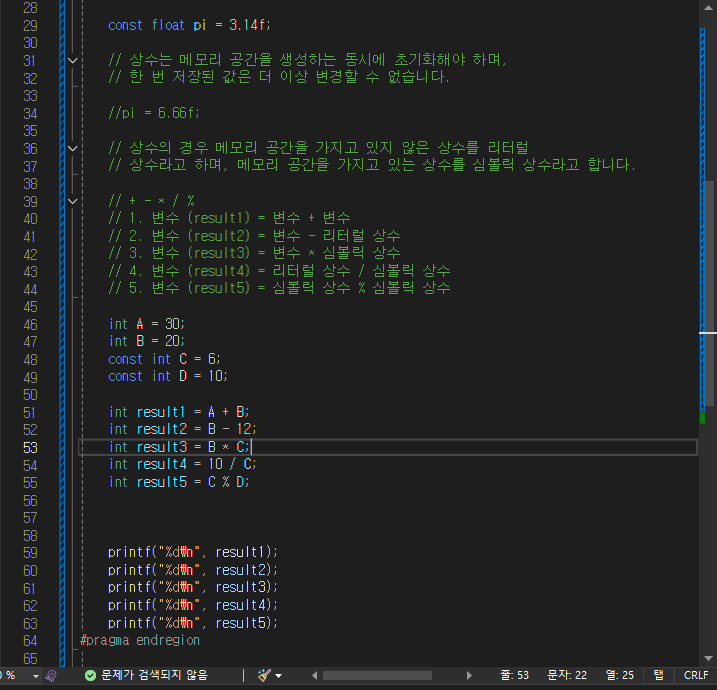 28
29 const float pi = 3.14f;
30
31 // 상수는 메모리 공간을 생성하는 동시에 초기화해야 하며,
32 // 한 번 저장된 값은 더 이상 변경할 수 없습니다.
33
34 //pi = 6.66f;
35
36 // 상수의 경우 메모리 공간을 가지고 있지 않은 상수를 리터럴
37 // 상수라고 하며, 메모리 공간을 가지고 있는 상수를 심볼릭 상수라고 합니다.
38
39 // + - * / %
40 // 1. 변수 (result1) = 변수 + 변수
41 // 2. 변수 (result2) = 변수 - 리터럴 상수
42 // 3. 변수 (result3) = 변수 * 심볼릭 상수
43 // 4. 변수 (result4) = 리터럴 상수 / 심볼릭 상수
44 // 5. 변수 (result5) = 심볼릭 상수 % 심볼릭 상수
45
46 int A = 30;
47 int B = 20;
48 const int C = 6;
49 const int D = 10;
50
51 int result1 = A + B;
52 int result2 = B - 12;
53 int result3 = B * C;
54 int result4 = 10 / C;
55 int result5 = C % D;
56
57
58
59 printf("%d₩n", result1);
60 printf("%d₩n", result2);
61 printf("%d₩n", result3);
62 printf("%d₩n", result4);
63 printf("%d₩n", result5);
64 #pragma endregion
65
% 문제가 검색되지 않음 줄: 53 문자: 22 열: 25 탭 CRLF